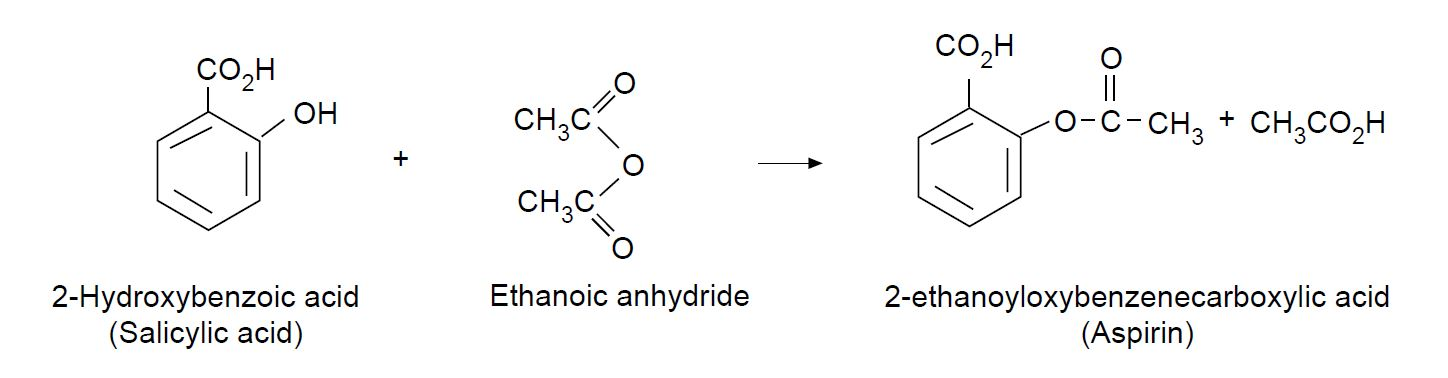 CO₂H
OH
+
CH₃C
O
O
CH₃C
O
CO₂H
O
O-C-CH₃ + CH₃CO₂H
2-Hydroxybenzoic acid
(Salicylic acid)
Ethanoic anhydride
2-ethanoyloxybenzenecarboxylic acid
(Aspirin)